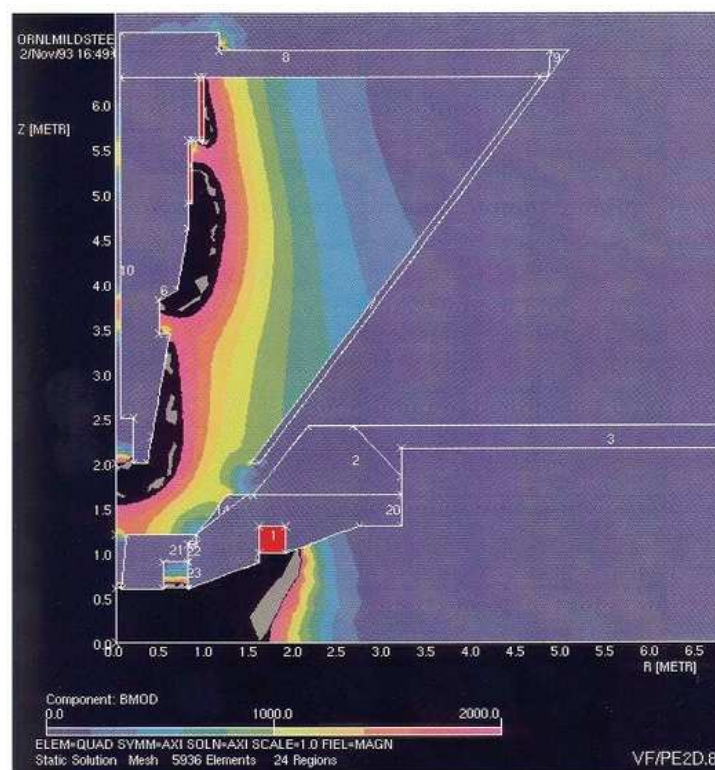 ORNLMILDSTEE
2/Nov/93 16:49:
Z [METR]
8
9
6.0
5.5
5.0
4.5
10
6
4.0
3.5
3.0
2.5
2
3
2.0
1.5
14
20
1
1.0
21
22
23
0.5
0.0
0.0 0.5 1.0 1.5 2.0 2.5 3.0 3.5 4.0 4.5 5.0 5.5 6.0 6.5
R [METR]
Component: BMOD
0.0 1000.0 2000.0
ELEM=QUAD SYMM=AXI SOLN=AXI SCALE=1.0 FIEL=MAGN
Static Solution Mesh 5936 Elements 24 Regions
VF/PE2D.8